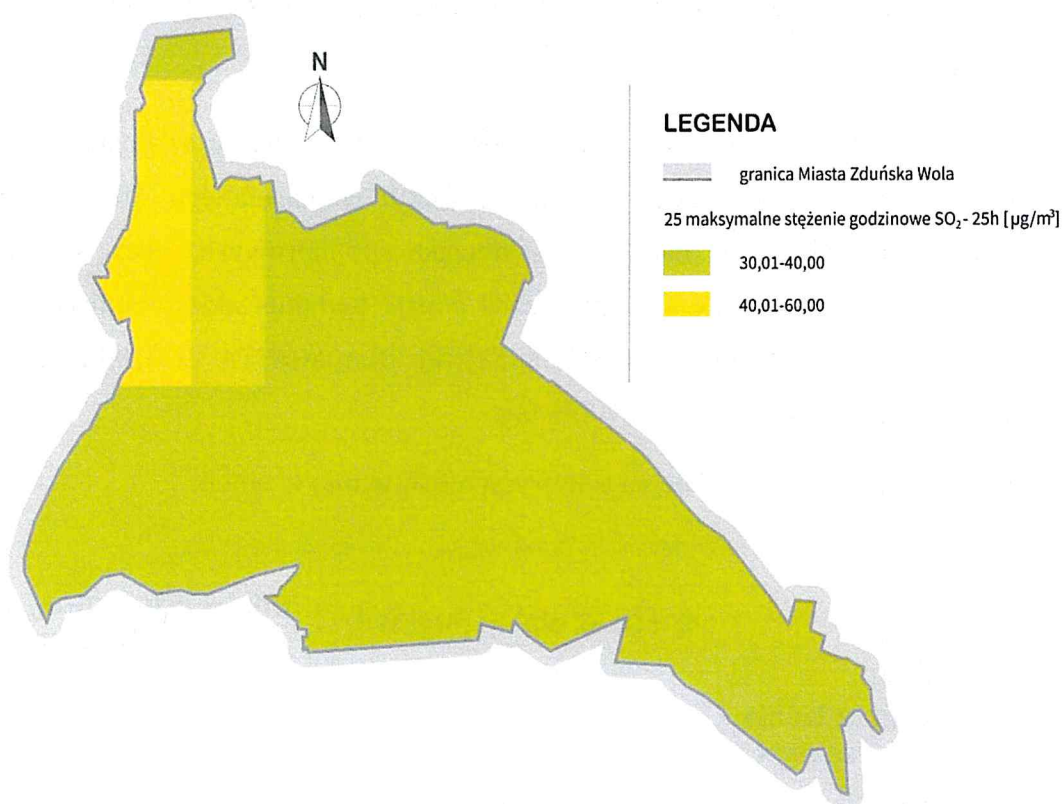 N
LEGENDA
granica Miasta Zduńska Wola
25 maksymalne stężenie godzinowe SO₂ - 25h [µg/m³]
30,01-40,00
40,01-60,00